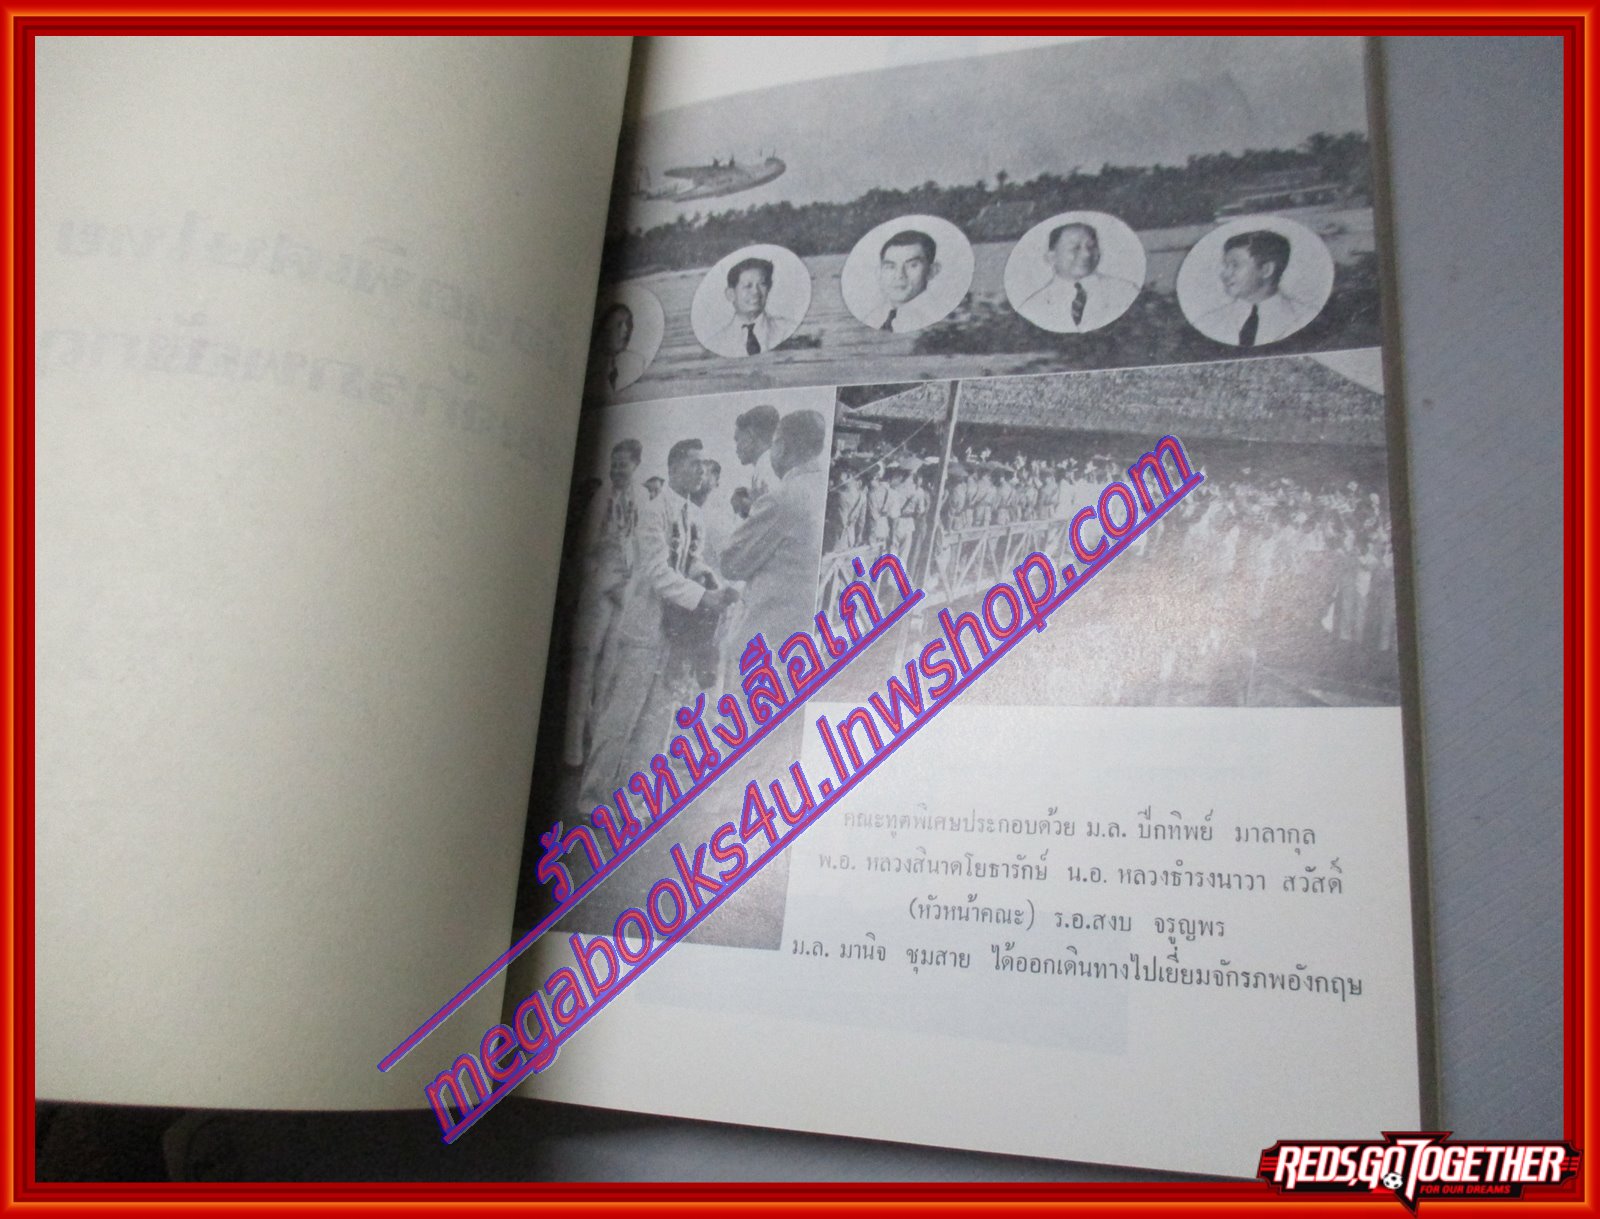 คณะทูตพิเศษประกอบด้วย ม.ล. ปีกทิพย์ มาลากุล
พ.อ. หลวงสินาดโยธารักษ์ น.อ. หลวงธำรงนาวา สวัสดิ์
(หัวหน้าคณะ) ร.อ.สงบ จรูญพร
ม.ล. มานิจ ชุมสาย ได้ออกเดินทางไปเยี่ยมจักรภพอังกฤษ
ร้านหนังสือเก่า
megabooks4u.lnwshop.com
REDS,GO TOGETHER
FOR OUR DREAMS